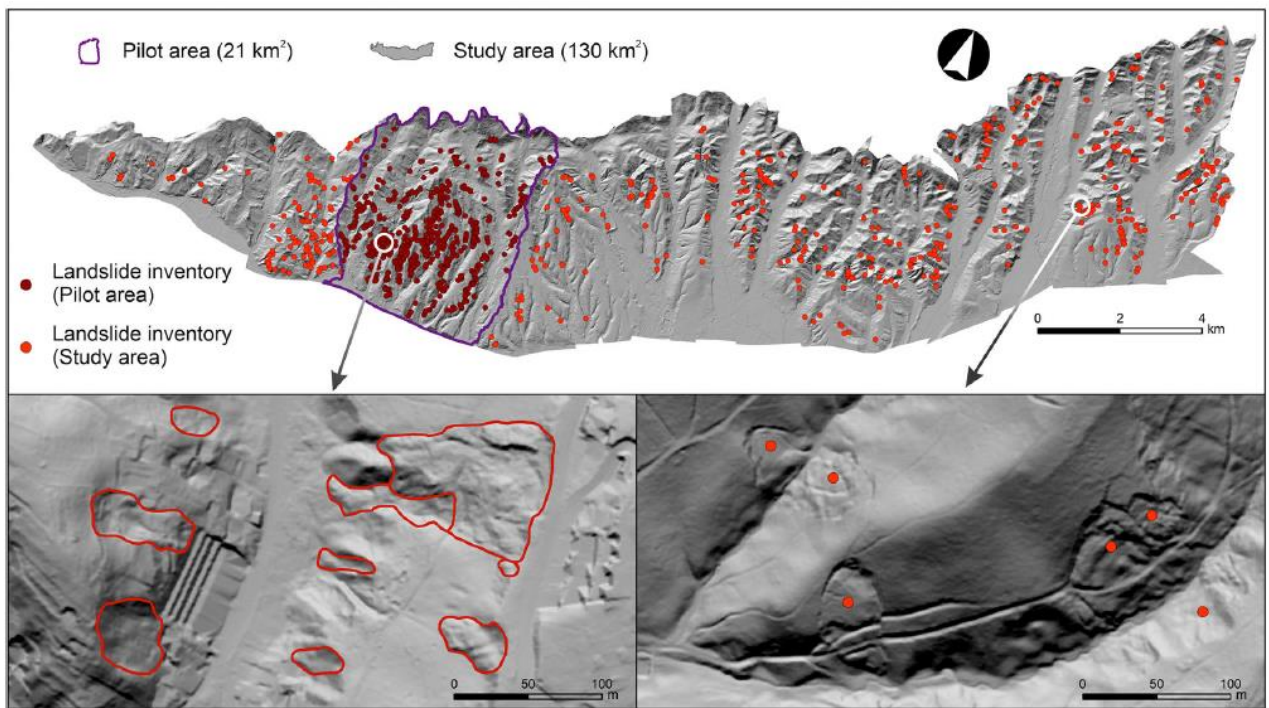 Pilot area (21 km²)
Study area (130 km²)
Landslide inventory
(Pilot area)
Landslide inventory
(Study area)
0 2 4
km
0 50 100
m
0 50 100
m